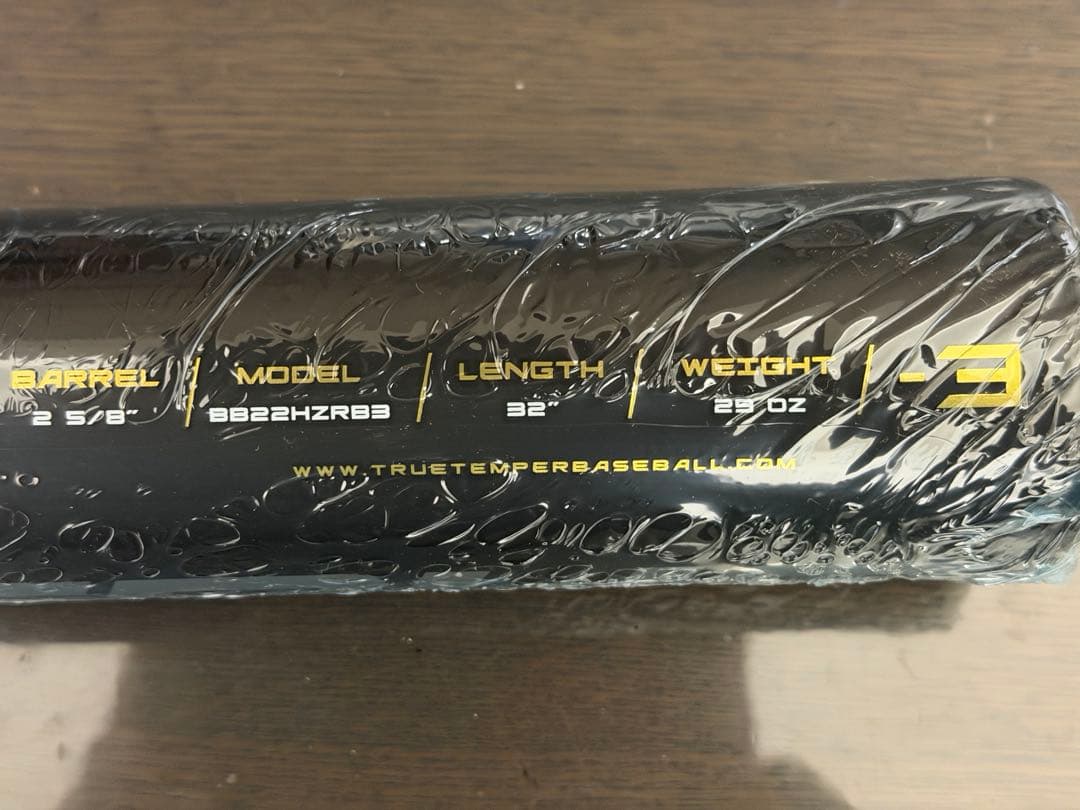 BARREL MODEL LENGTH WEIGHT -3
2 5/8" BB22HZRB3 32" 29 OZ
WWW.TRUETEMPERBASEBALL.COM